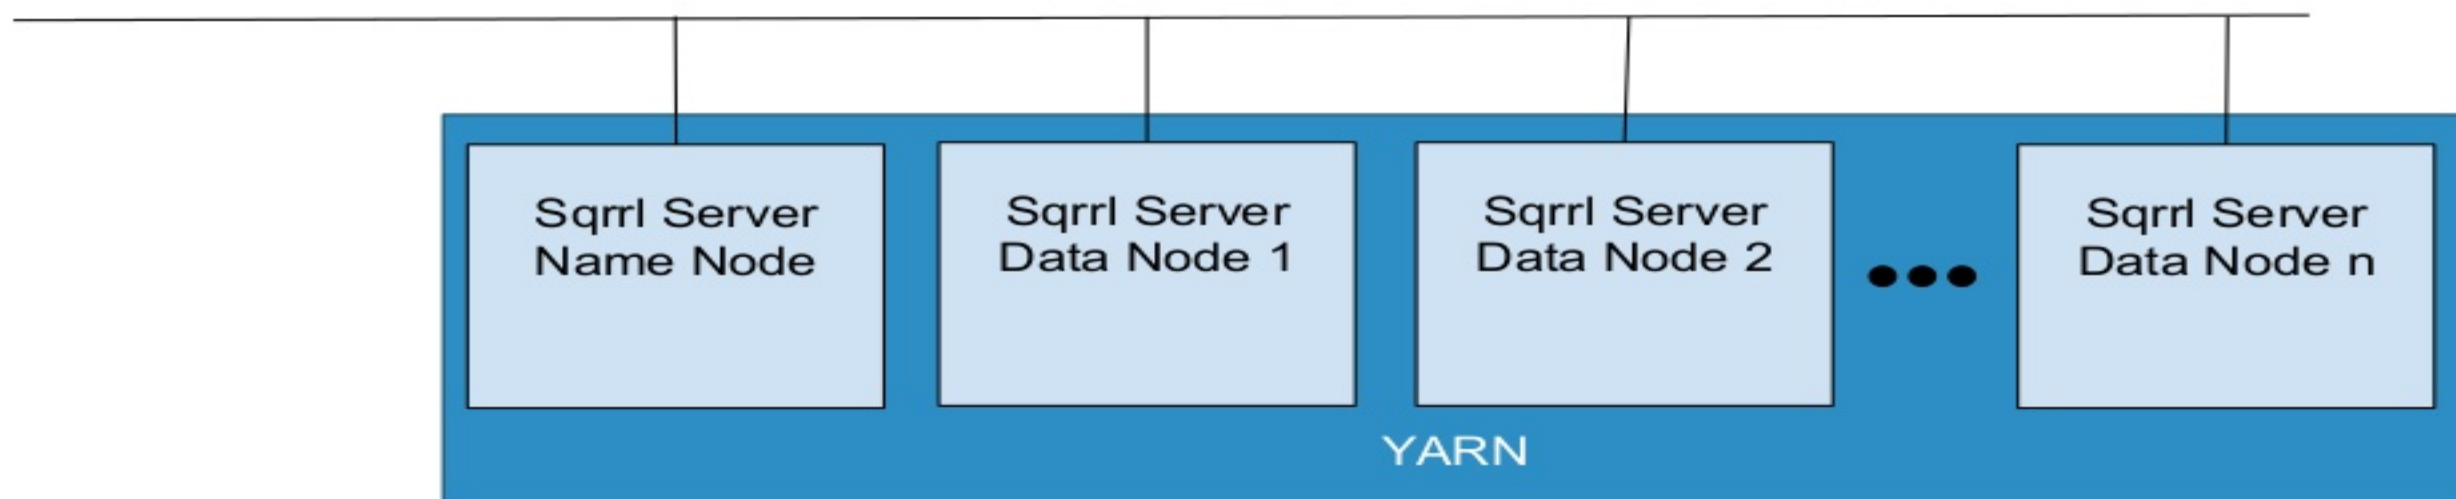 Sqrrl Server
Name Node
Sqrrl Server
Data Node 1
Sqrrl Server
Data Node 2
Sqrrl Server
Data Node n
YARN